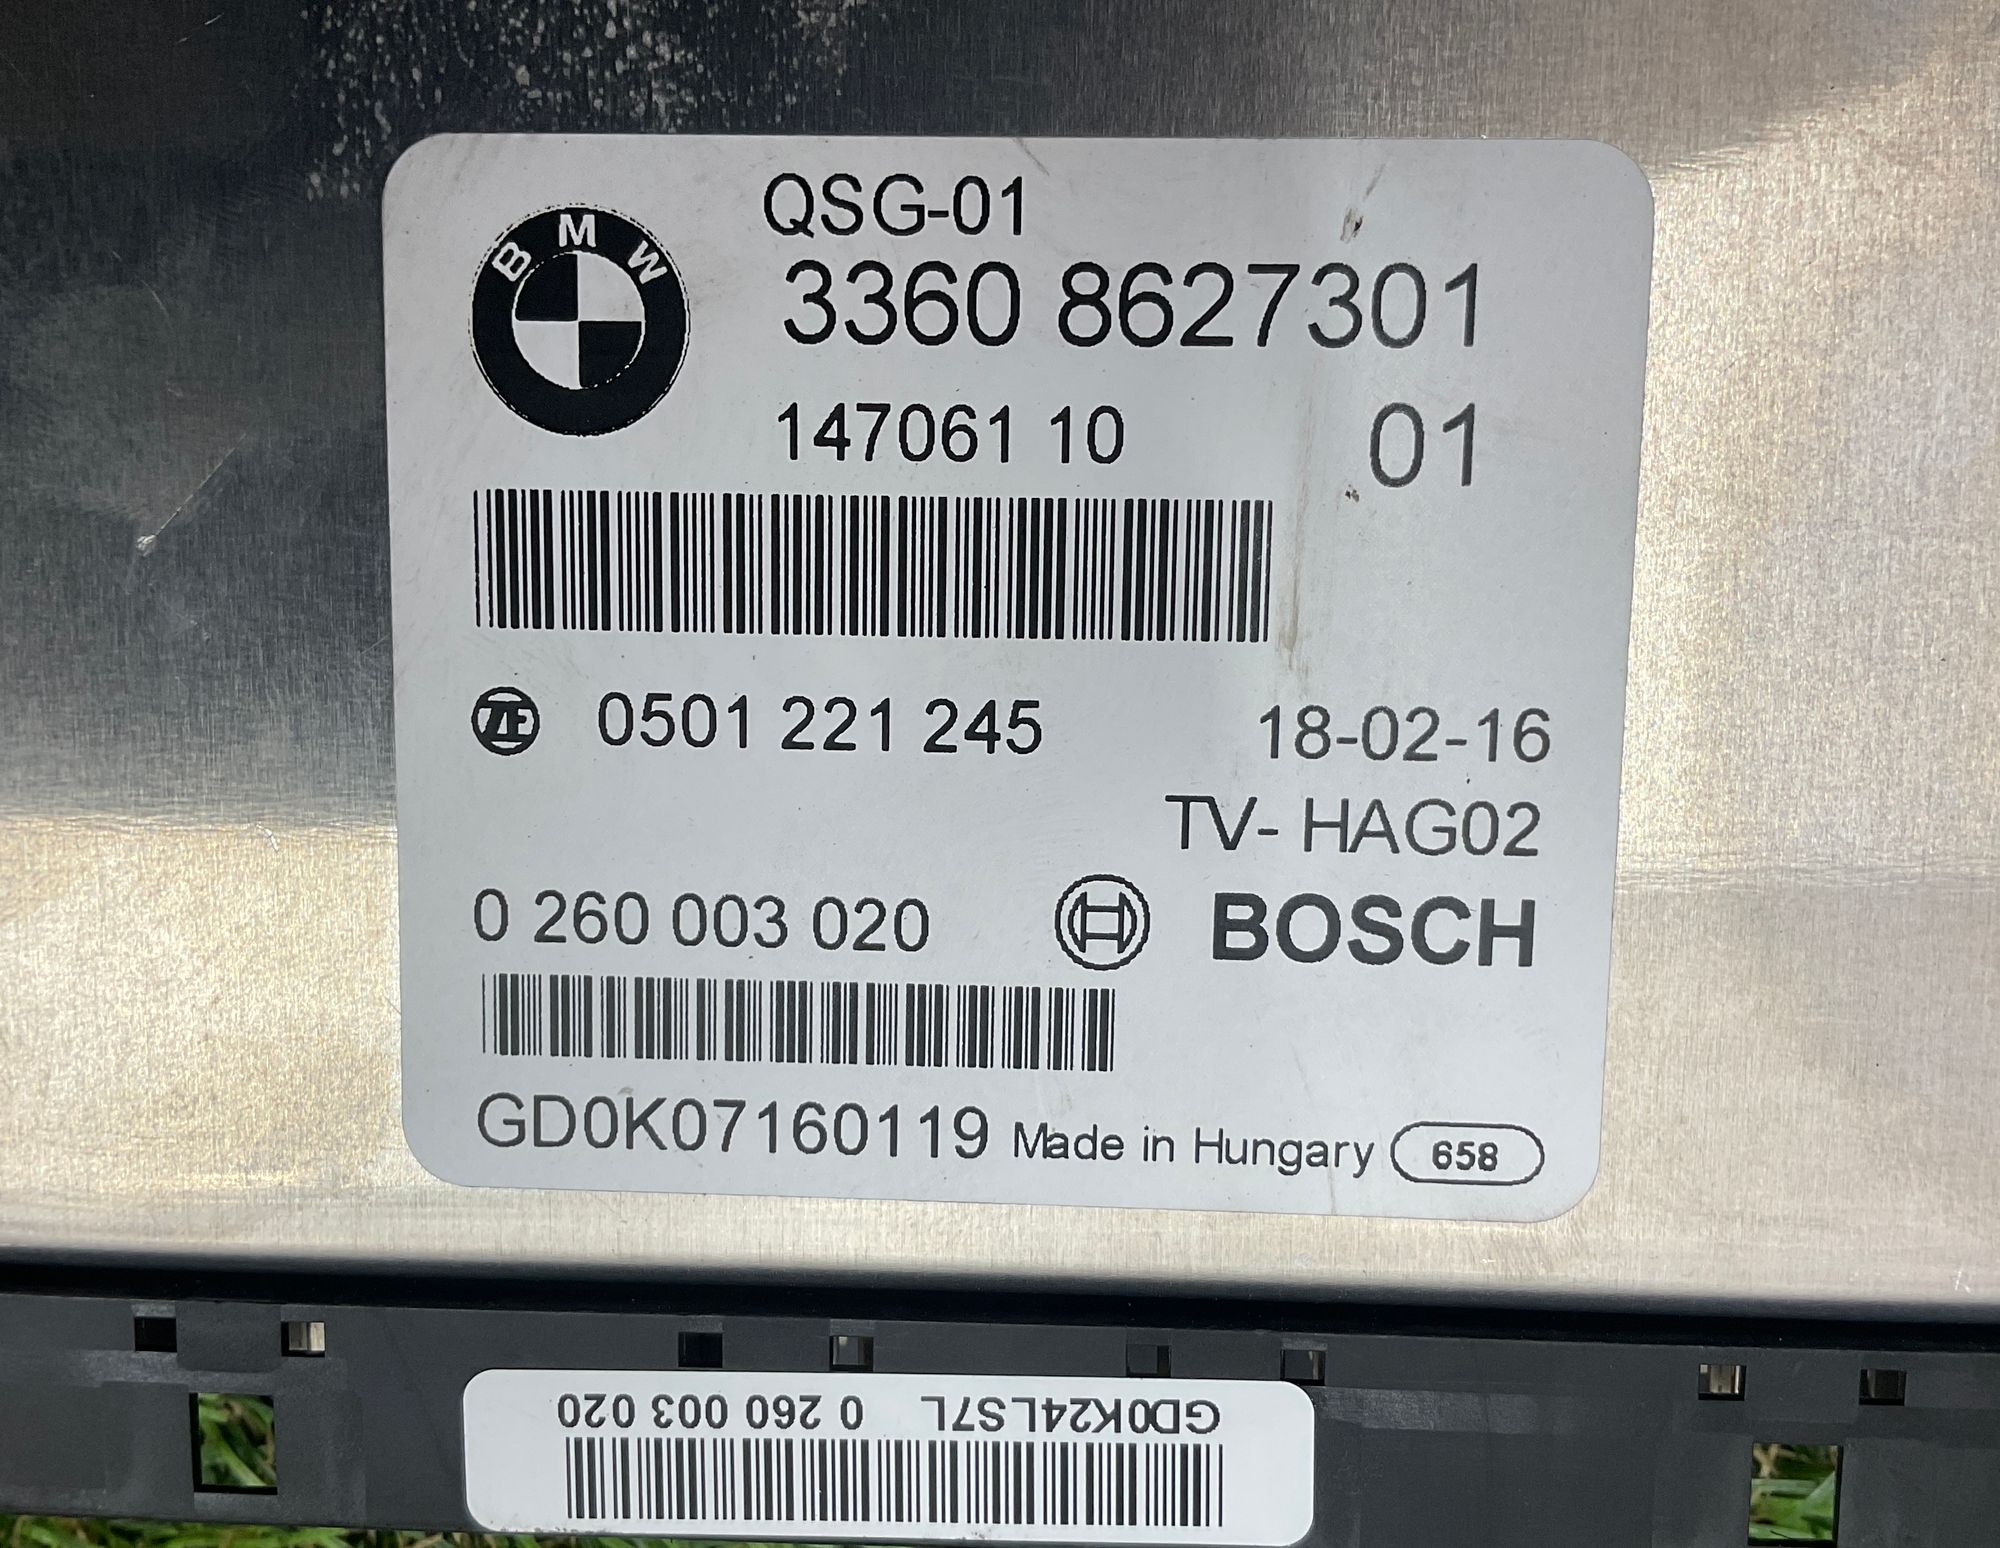 BMW
QSG-01
3360 8627301
147061 10 01
ZF 0501 221 245 18-02-16
TV- HAG02
0 260 003 020 BOSCH
GD0K07160119 Made in Hungary 658
GD0K24LS7L 0 260 003 020